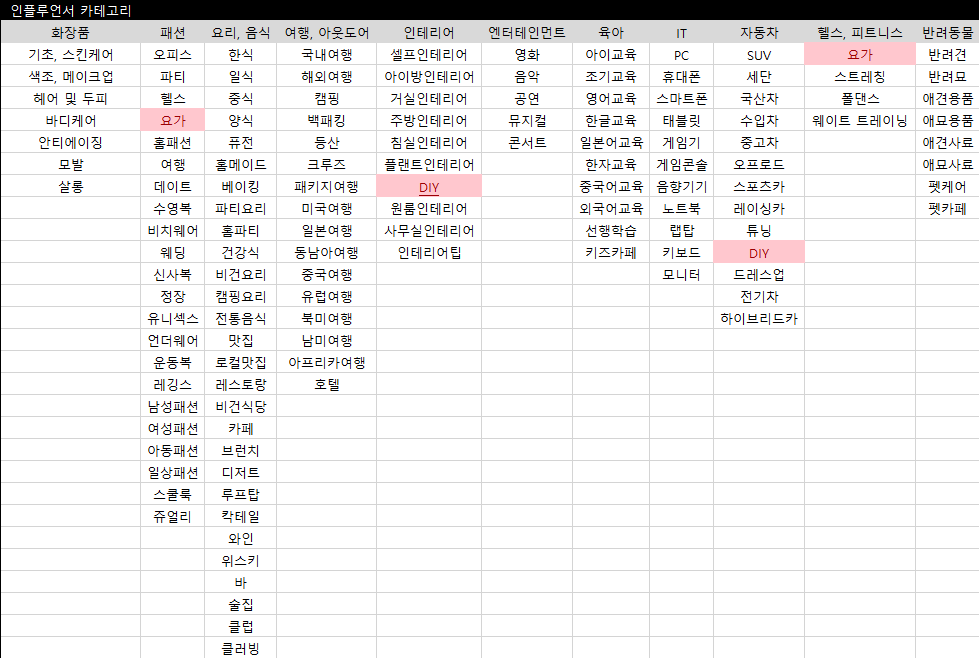 인플루언서 카테고리
화장품 패션 요리, 음식 여행, 아웃도어 인테리어 엔터테인먼트 육아 IT 자동차 헬스, 피트니스 반려동물
기초, 스킨케어 오피스 한식 국내여행 셀프인테리어 영화 아이교육 PC SUV 요가 반려견
색조, 메이크업 파티 일식 해외여행 아이방인테리어 음악 조기교육 휴대폰 세단 스트레칭 반려묘
헤어 및 두피 헬스 중식 캠핑 거실인테리어 공연 영어교육 스마트폰 국산차 폴댄스 애견용품
바디케어 요가 양식 백패킹 주방인테리어 뮤지컬 한글교육 태블릿 수입차 웨이트 트레이닝 애묘용품
안티에이징 홈패션 퓨전 등산 침실인테리어 콘서트 일본어교육 게임기 중고차 애견사료
모발 여행 홈메이드 크루즈 플랜트인테리어 한자교육 게임콘솔 오프로드 애묘사료
살롱 데이트 베이킹 패키지여행 DIY 중국어교육 음향기기 스포츠카 펫케어
수영복 파티요리 미국여행 원룸인테리어 외국어교육 노트북 레이싱카 펫카페
비치웨어 홈파티 일본여행 사무실인테리어 선행학습 랩탑 튜닝
웨딩 건강식 동남아여행 인테리어팁 키즈카페 키보드 DIY
신사복 비건요리 중국여행 모니터 드레스업
정장 캠핑요리 유럽여행 전기차
유니섹스 전통음식 북미여행 하이브리드카
언더웨어 맛집 남미여행
운동복 로컬맛집 아프리카여행
레깅스 레스토랑 호텔
남성패션 비건식당
여성패션 카페
아동패션 브런치
일상패션 디저트
스쿨룩 루프탑
쥬얼리 칵테일
와인
위스키
바
술집
클럽
클러빙